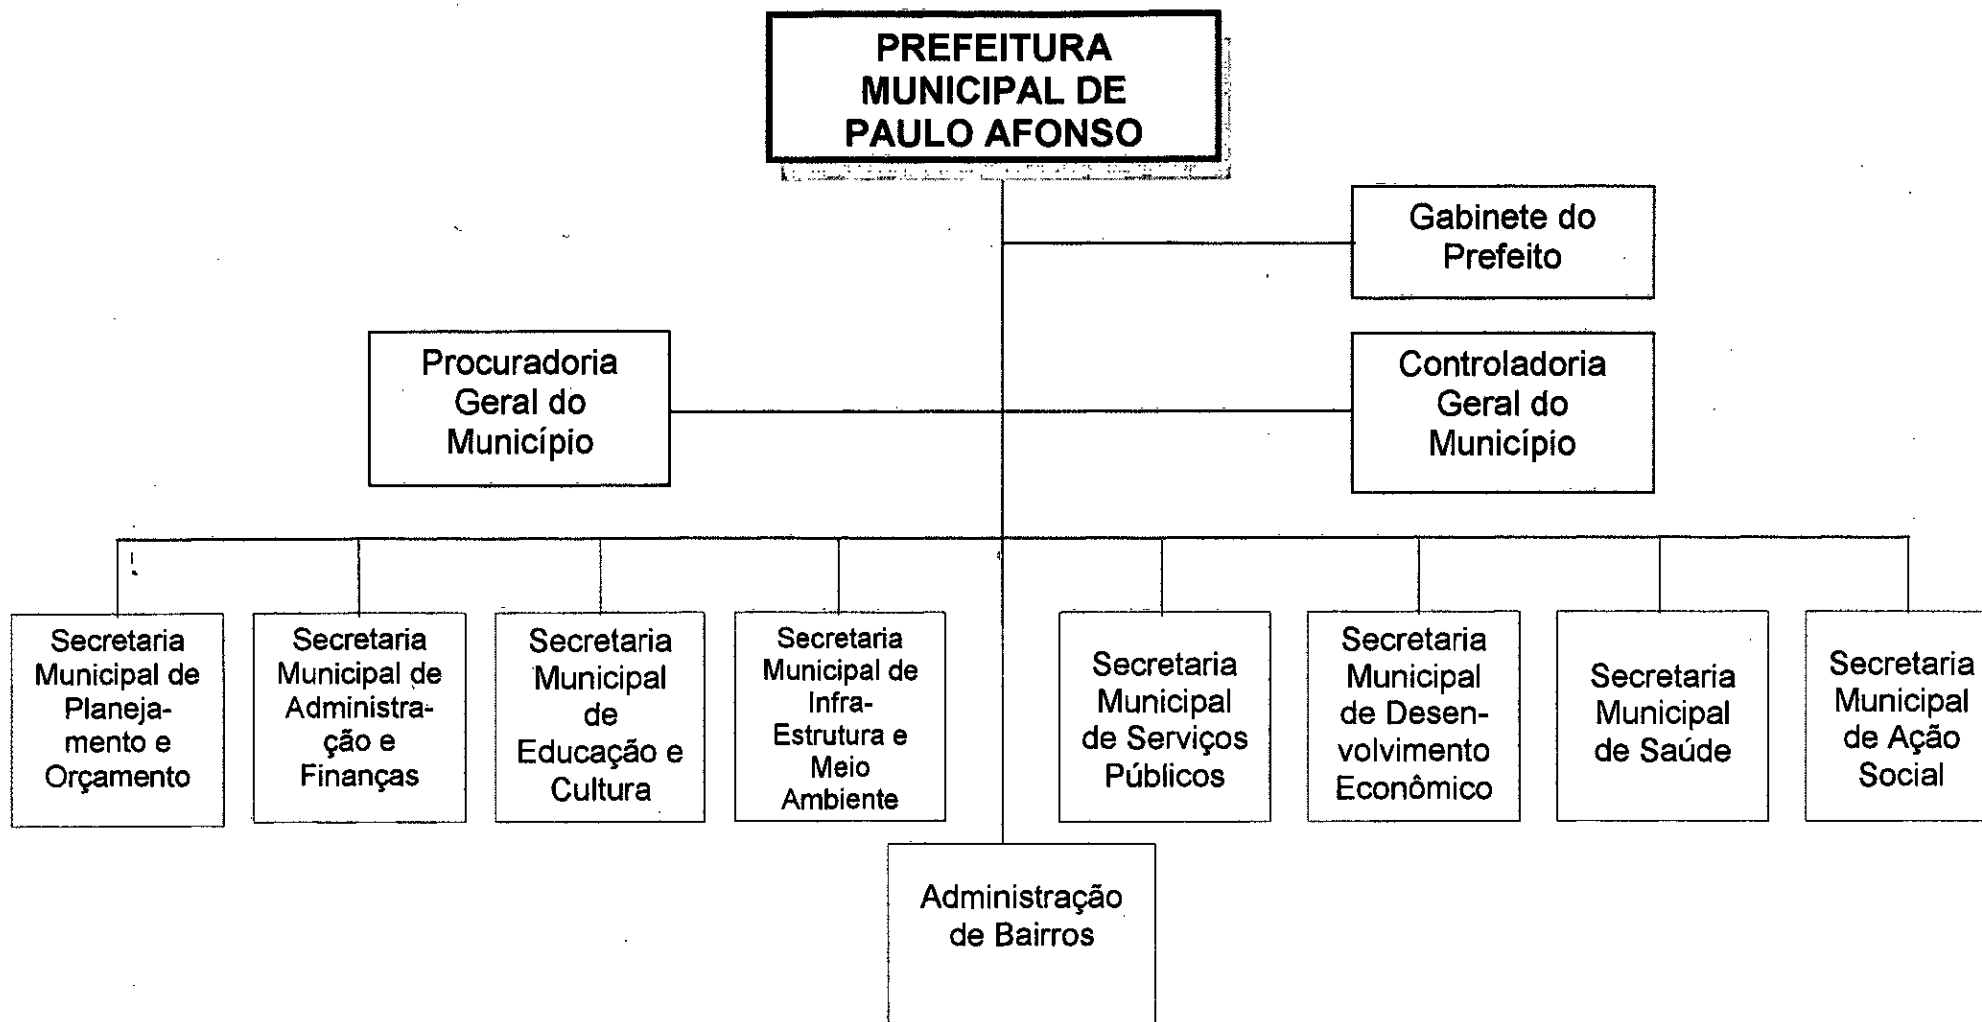 PREFEITURA
MUNICIPAL DE
PAULO AFONSO
Gabinete do
Prefeito
Procuradoria
Geral do
Município
Controladoria
Geral do
Município
Secretaria
Municipal de
Planeja-
mento e
Orçamento
Secretaria
Municipal de
Administra-
ção e
Finanças
Secretaria
Municipal
de
Educação e
Cultura
Secretaria
Municipal de
Infra-
Estrutura e
Meio
Ambiente
Secretaria
Municipal
de Serviços
Públicos
Secretaria
Municipal
de Desen-
volvimento
Econômico
Secretaria
Municipal
de Saúde
Secretaria
Municipal
de Ação
Social
Administração
de Bairros